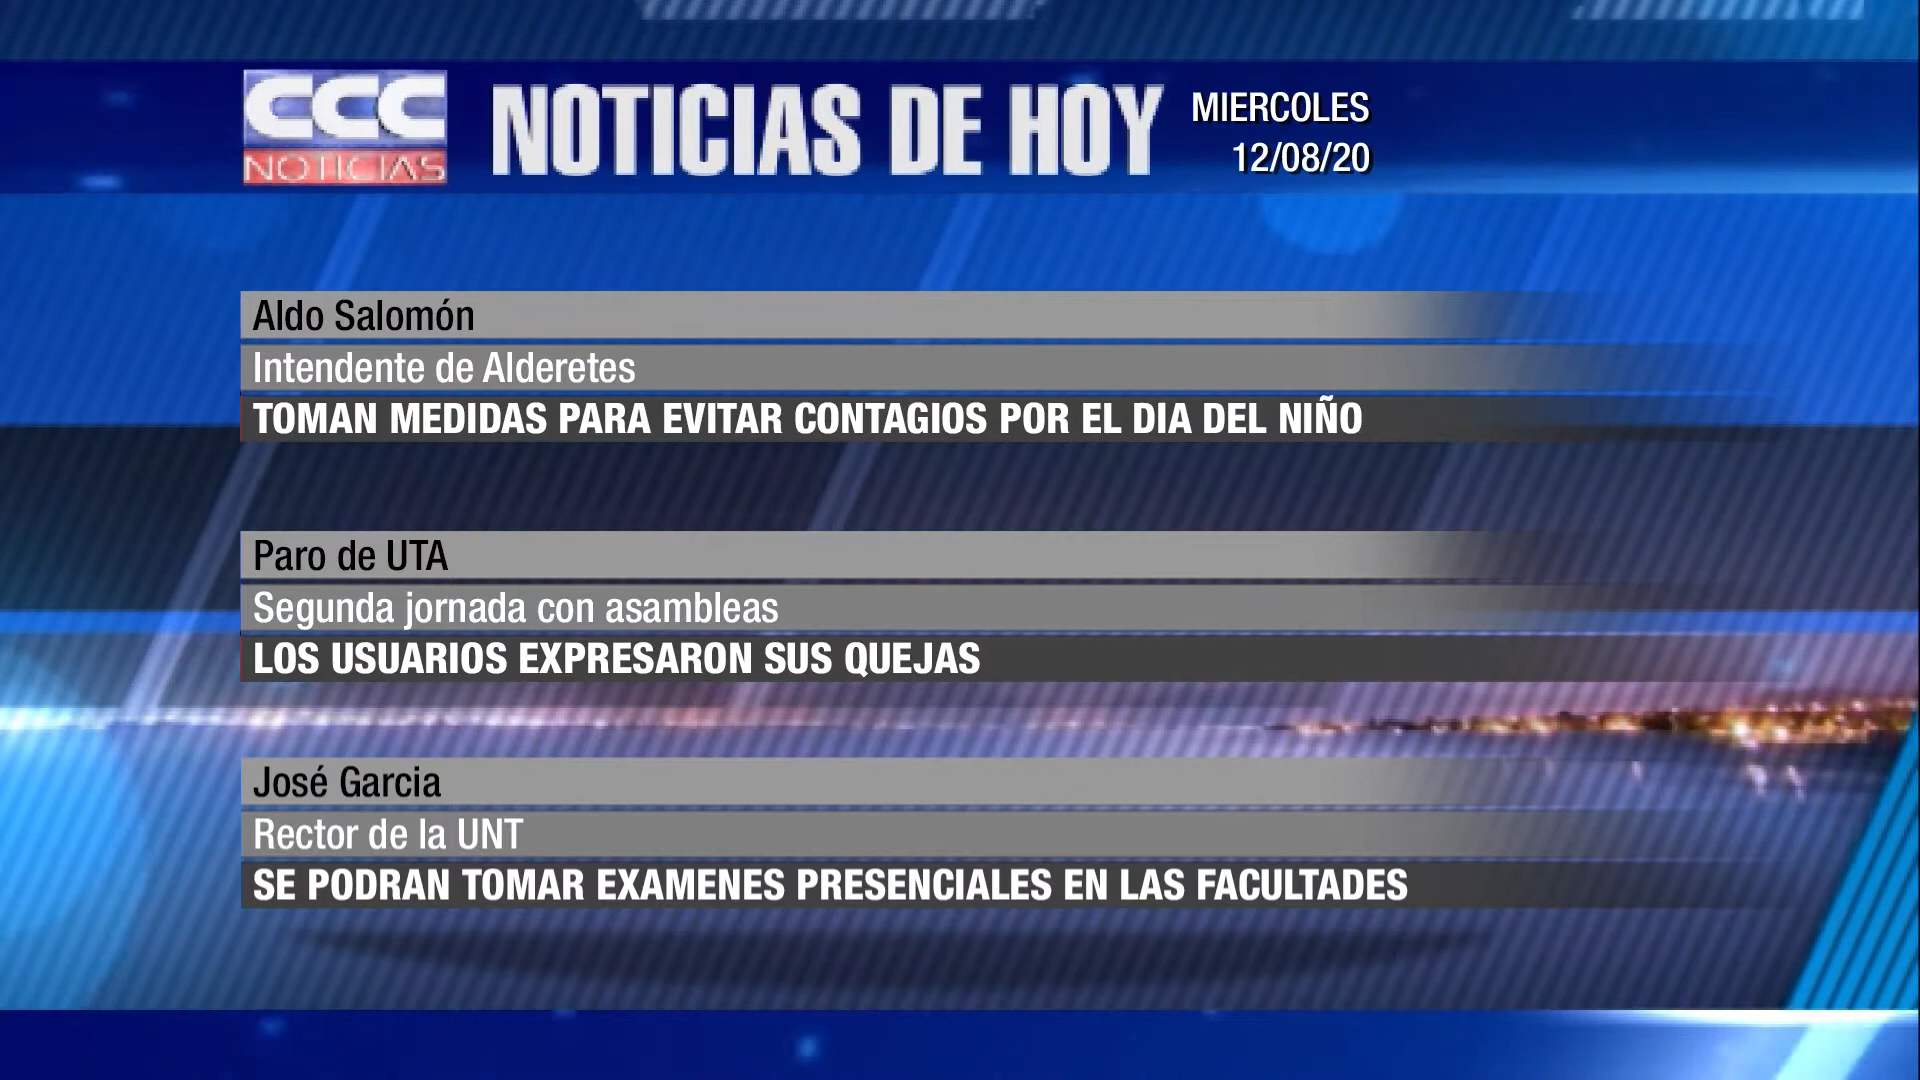 CCC
NOTICIAS
NOTICIAS DE HOY
MIERCOLES
12/08/20
Aldo Salomón
Intendente de Alderetes
TOMAN MEDIDAS PARA EVITAR CONTAGIOS POR EL DIA DEL NIÑO
Paro de UTA
Segunda jornada con asambleas
LOS USUARIOS EXPRESARON SUS QUEJAS
José Garcia
Rector de la UNT
SE PODRAN TOMAR EXAMENES PRESENCIALES EN LAS FACULTADES